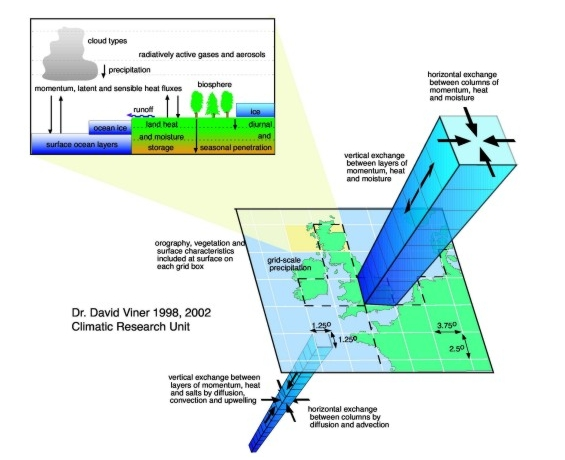 cloud types
radiatively active gases and aerosols
precipitation
momentum, latent and sensible heat fluxes
biosphere
runoff
ice
ocean ice
land heat
diurnal
and moisture
and
surface ocean layers
storage
seasonal penetration
horizontal exchange
between columns of
momentum, heat
and moisture
vertical exchange
between layers of
momentum, heat
and moisture
orography, vegetation and
surface characteristics
included at surface on
each grid box
grid-scale
precipitation
Dr. David Viner 1998, 2002
Climatic Research Unit
1.25°
1.25°
3.75°
2.5°
vertical exchange between
layers of momentum, heat
and salts by diffusion,
convection and upwelling
horizontal exchange
between columns by
diffusion and advection